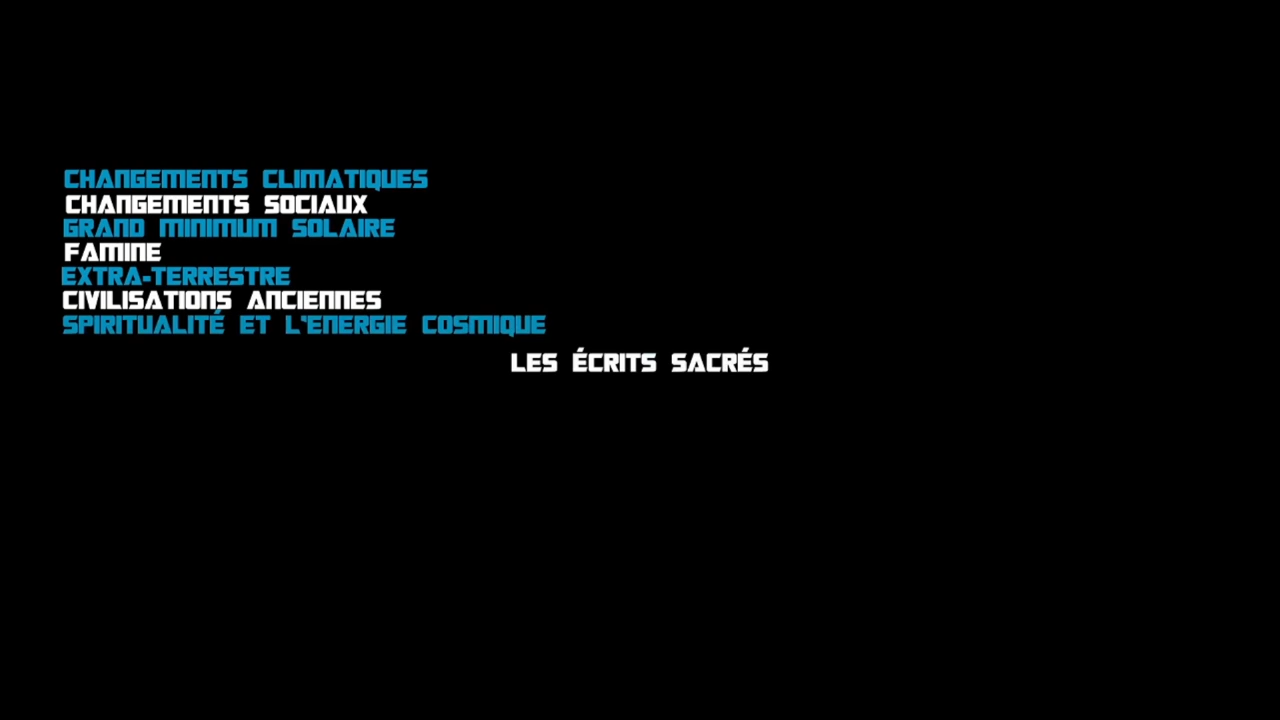 CHANGEMENTS CLIMATIQUES
CHANGEMENTS SOCIAUX
GRAND MINIMUM SOLAIRE
FAMINE
EXTRA-TERRESTRE
CIVILISATIONS ANCIENNES
SPIRITUALITÉ ET L'ENERGIE COSMIQUE
LES ÉCRITS SACRÉS